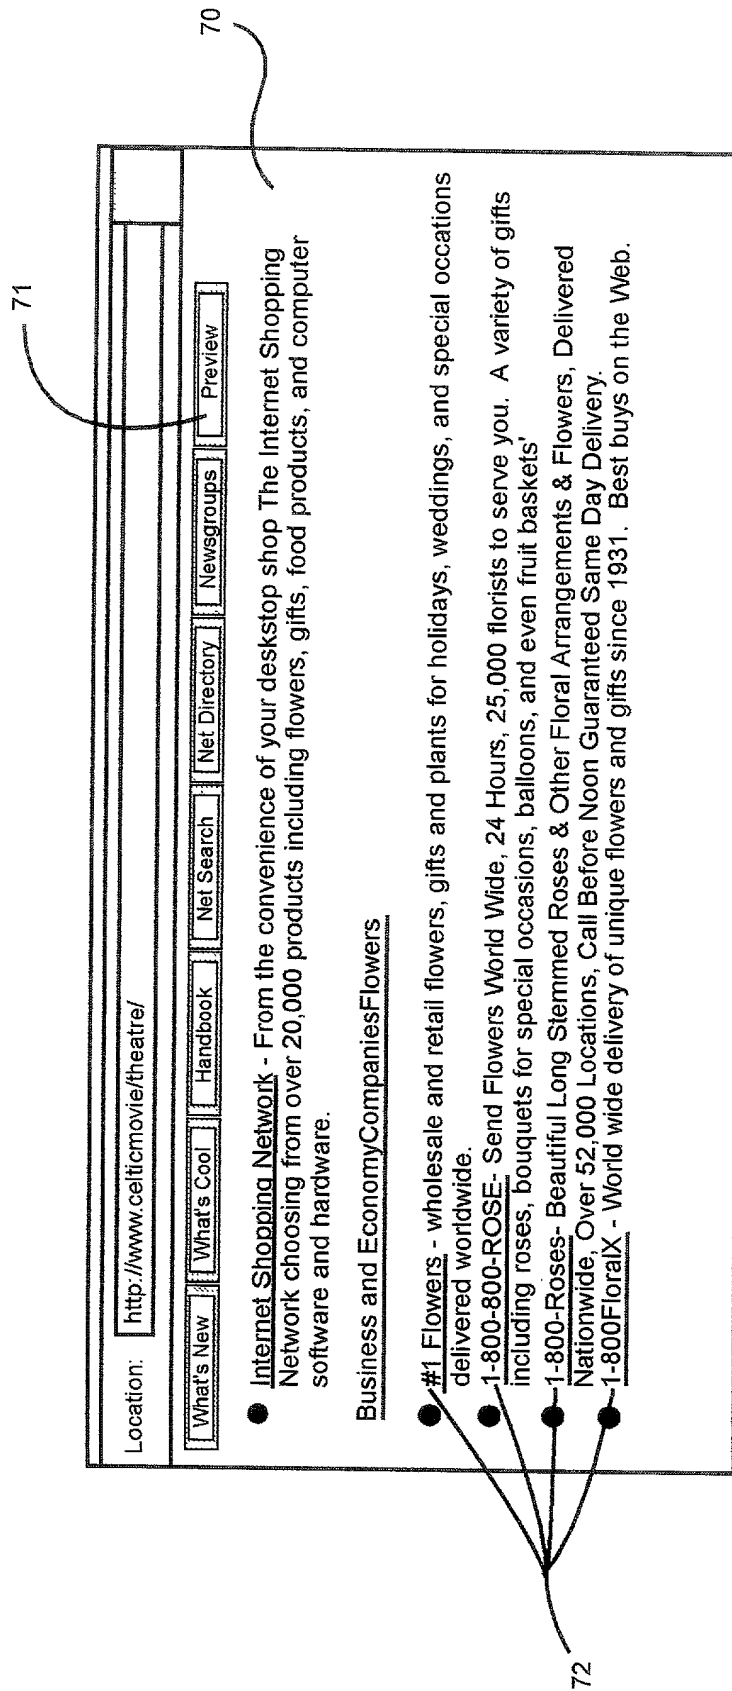 70
71
Location: http://www.celticmovie/theatre/
What's New What's Cool Handbook Net Search Net Directory Newsgroups Preview
Internet Shopping Network - From the convenience of your deskstop shop The Internet Shopping
Network choosing from over 20,000 products including flowers, gifts, food products, and computer
software and hardware.
Business and EconomyCompaniesFlowers
#1 Flowers - wholesale and retail flowers, gifts and plants for holidays, weddings, and special occations
delivered worldwide.
1-800-800-ROSE- Send Flowers World Wide, 24 Hours, 25,000 florists to serve you. A variety of gifts
including roses, bouquets for special occasions, balloons, and even fruit baskets'
1-800-Roses- Beautiful Long Stemmed Roses & Other Floral Arrangements & Flowers, Delivered
Nationwide, Over 52,000 Locations, Call Before Noon Guaranteed Same Day Delivery.
1-800FloralX - World wide delivery of unique flowers and gifts since 1931. Best buys on the Web.
72